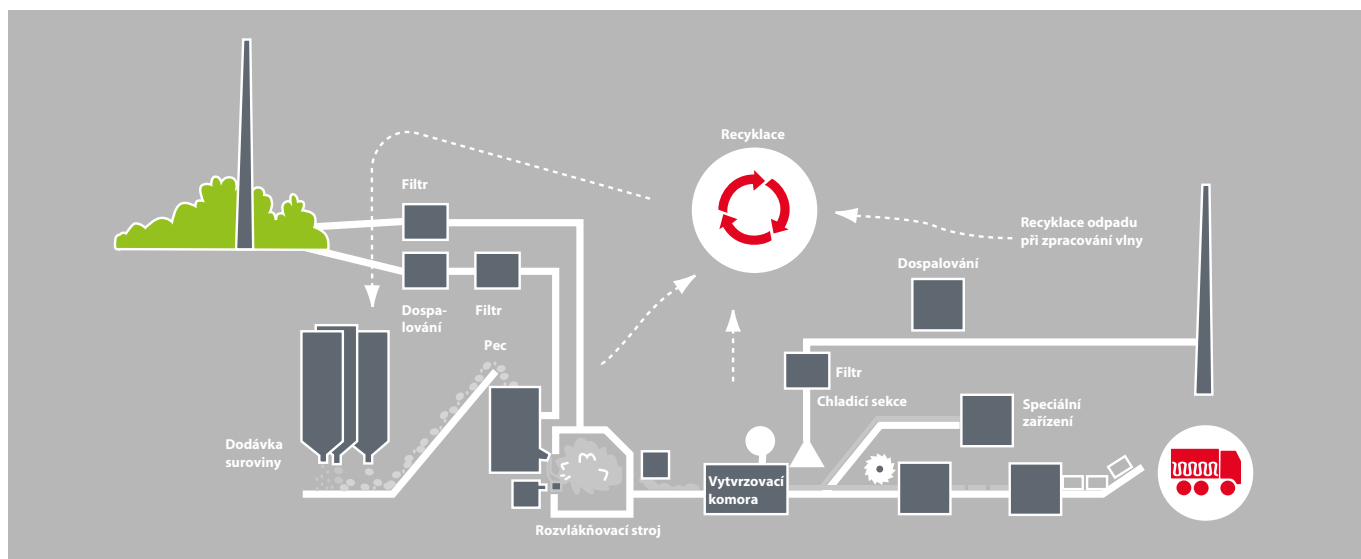 Recyklace
Filtr
Recyklace odpadu
při zpracování vlny
Dospalování
Dospa-
lování
Filtr
Pec
Filtr
Chladicí sekce
Speciální
zařízení
Dodávka
suroviny
Vytvrzovací
komora
Rozvlákňovací stroj